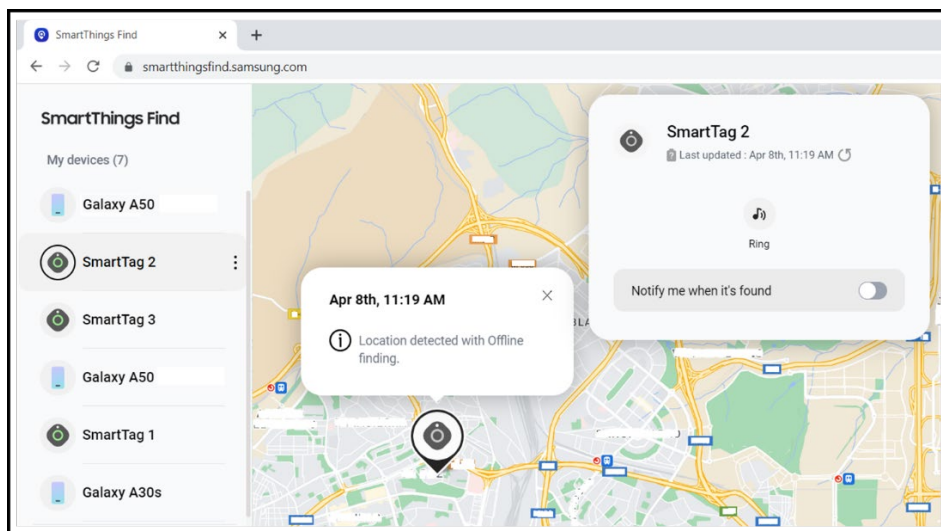 SmartThings Find
smartthingsfind.samsung.com
SmartThings Find
My devices (7)
Galaxy A50
SmartTag 2
SmartTag 3
Galaxy A50
SmartTag 1
Galaxy A30s
Apr 8th, 11:19 AM
Location detected with Offline
finding.
SmartTag 2
Last updated : Apr 8th, 11:19 AM
Ring
Notify me when it's found